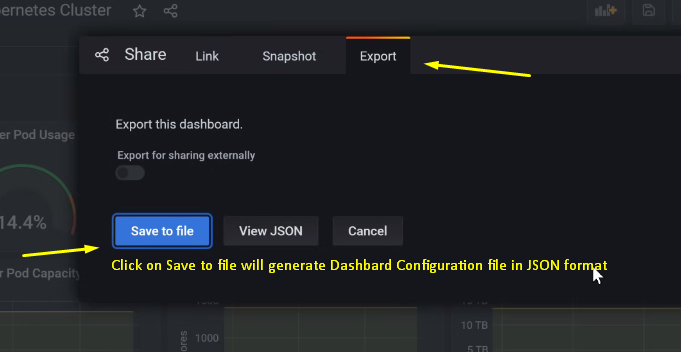 bernetes Cluster
Share
Link
Snapshot
Export
er Pod Usage
Export this dashboard.
Export for sharing externally
14.4%
Save to file
View JSON
Cancel
Click on Save to file will generate Dashbard Configuration file in JSON format
r Pod Capacity
1000
10 TB
5 TB
ores